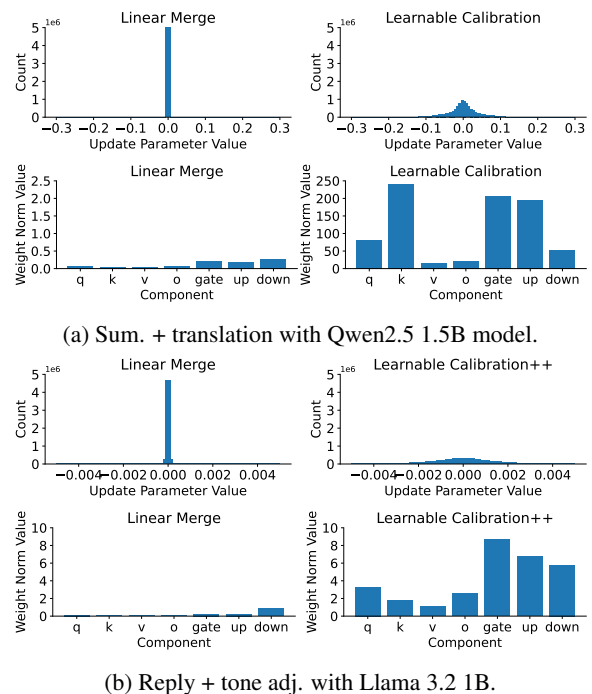 Linear Merge
Learnable Calibration
1e6
5
4
3
2
1
0
Count
−0.3 −0.2 −0.1 0.0 0.1 0.2 0.3
Update Parameter Value
1e6
5
4
3
2
1
0
Count
−0.3 −0.2 −0.1 0.0 0.1 0.2 0.3
Update Parameter Value
Linear Merge
Learnable Calibration
2.5
2.0
1.5
1.0
0.5
0.0
Weight Norm Value
q k v o gate up down
Component
250
200
150
100
50
0
Weight Norm Value
q k v o gate up down
Component
(a) Sum. + translation with Qwen2.5 1.5B model.
Linear Merge
Learnable Calibration++
1e6
5
4
3
2
1
0
Count
−0.004 −0.002 0.000 0.002 0.004
Update Parameter Value
1e6
5
4
3
2
1
0
Count
−0.004 −0.002 0.000 0.002 0.004
Update Parameter Value
Linear Merge
Learnable Calibration++
10
8
6
4
2
0
Weight Norm Value
q k v o gate up down
Component
10
8
6
4
2
0
Weight Norm Value
q k v o gate up down
Component
(b) Reply + tone adj. with Llama 3.2 1B.